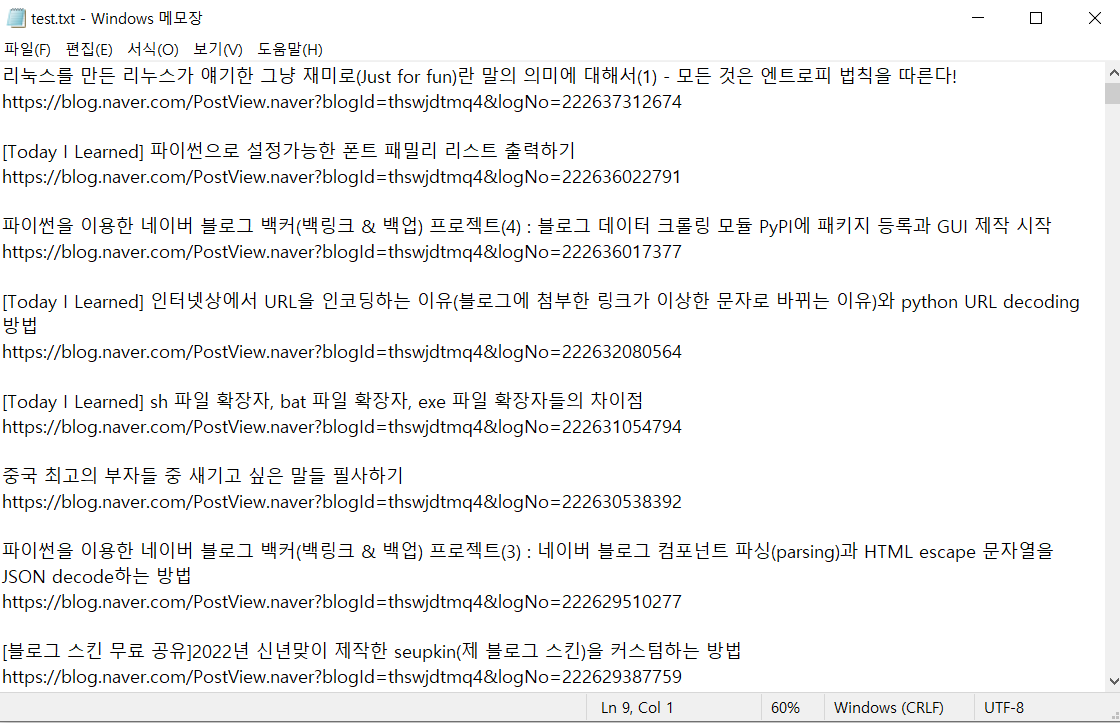 test.txt - Windows 메모장
파일(F) 편집(E) 서식(O) 보기(V) 도움말(H)
리눅스를 만든 리누스가 얘기한 그냥 재미로(Just for fun)란 말의 의미에 대해서(1) - 모든 것은 엔트로피 법칙을 따른다!
https://blog.naver.com/PostView.naver?blogId=thswjdtmq4&logNo=222637312674
[Today I Learned] 파이썬으로 설정가능한 폰트 패밀리 리스트 출력하기
https://blog.naver.com/PostView.naver?blogId=thswjdtmq4&logNo=222636022791
파이썬을 이용한 네이버 블로그 백커(백링크 & 백업) 프로젝트(4) : 블로그 데이터 크롤링 모듈 PyPI에 패키지 등록과 GUI 제작 시작
https://blog.naver.com/PostView.naver?blogId=thswjdtmq4&logNo=222636017377
[Today I Learned] 인터넷상에서 URL을 인코딩하는 이유(블로그에 첨부한 링크가 이상한 문자로 바뀌는 이유)와 python URL decoding
방법
https://blog.naver.com/PostView.naver?blogId=thswjdtmq4&logNo=222632080564
[Today I Learned] sh 파일 확장자, bat 파일 확장자, exe 파일 확장자들의 차이점
https://blog.naver.com/PostView.naver?blogId=thswjdtmq4&logNo=222631054794
중국 최고의 부자들 중 새기고 싶은 말들 필사하기
https://blog.naver.com/PostView.naver?blogId=thswjdtmq4&logNo=222630538392
파이썬을 이용한 네이버 블로그 백커(백링크 & 백업) 프로젝트(3) : 네이버 블로그 컴포넌트 파싱(parsing)과 HTML escape 문자열을
JSON decode하는 방법
https://blog.naver.com/PostView.naver?blogId=thswjdtmq4&logNo=222629510277
[블로그 스킨 무료 공유]2022년 신년맞이 제작한 seupkin(제 블로그 스킨)을 커스텀하는 방법
https://blog.naver.com/PostView.naver?blogId=thswjdtmq4&logNo=222629387759
Ln 9, Col 1 60% Windows (CRLF) UTF-8